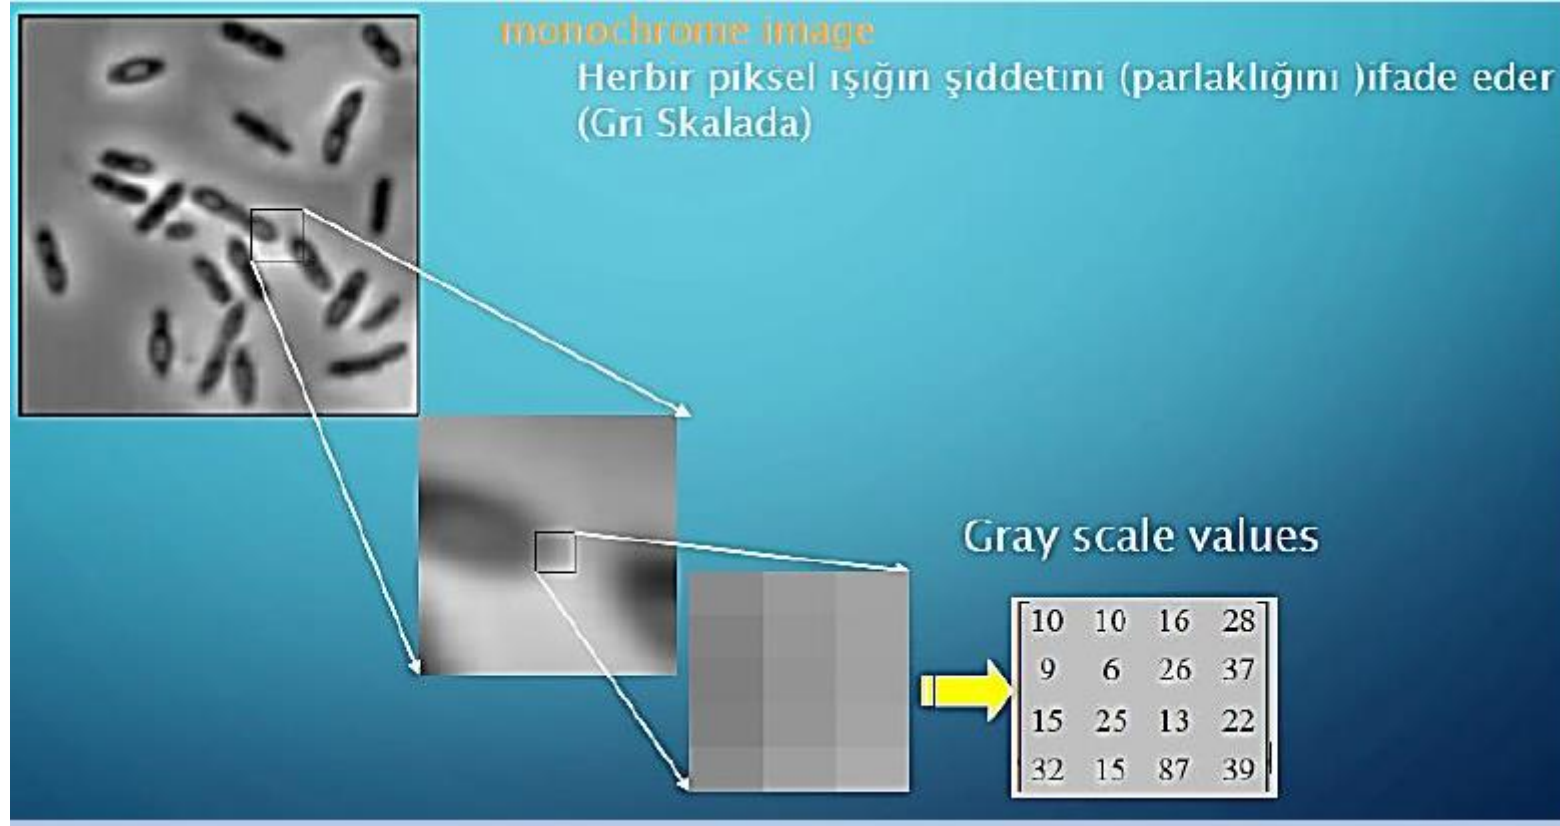 monochrome image
Herbir piksel ışığın şiddetini (parlaklığını )ifade eder
(Gri Skalada)
Gray scale values
10 10 16 28
9 6 26 37
15 25 13 22
32 15 87 39